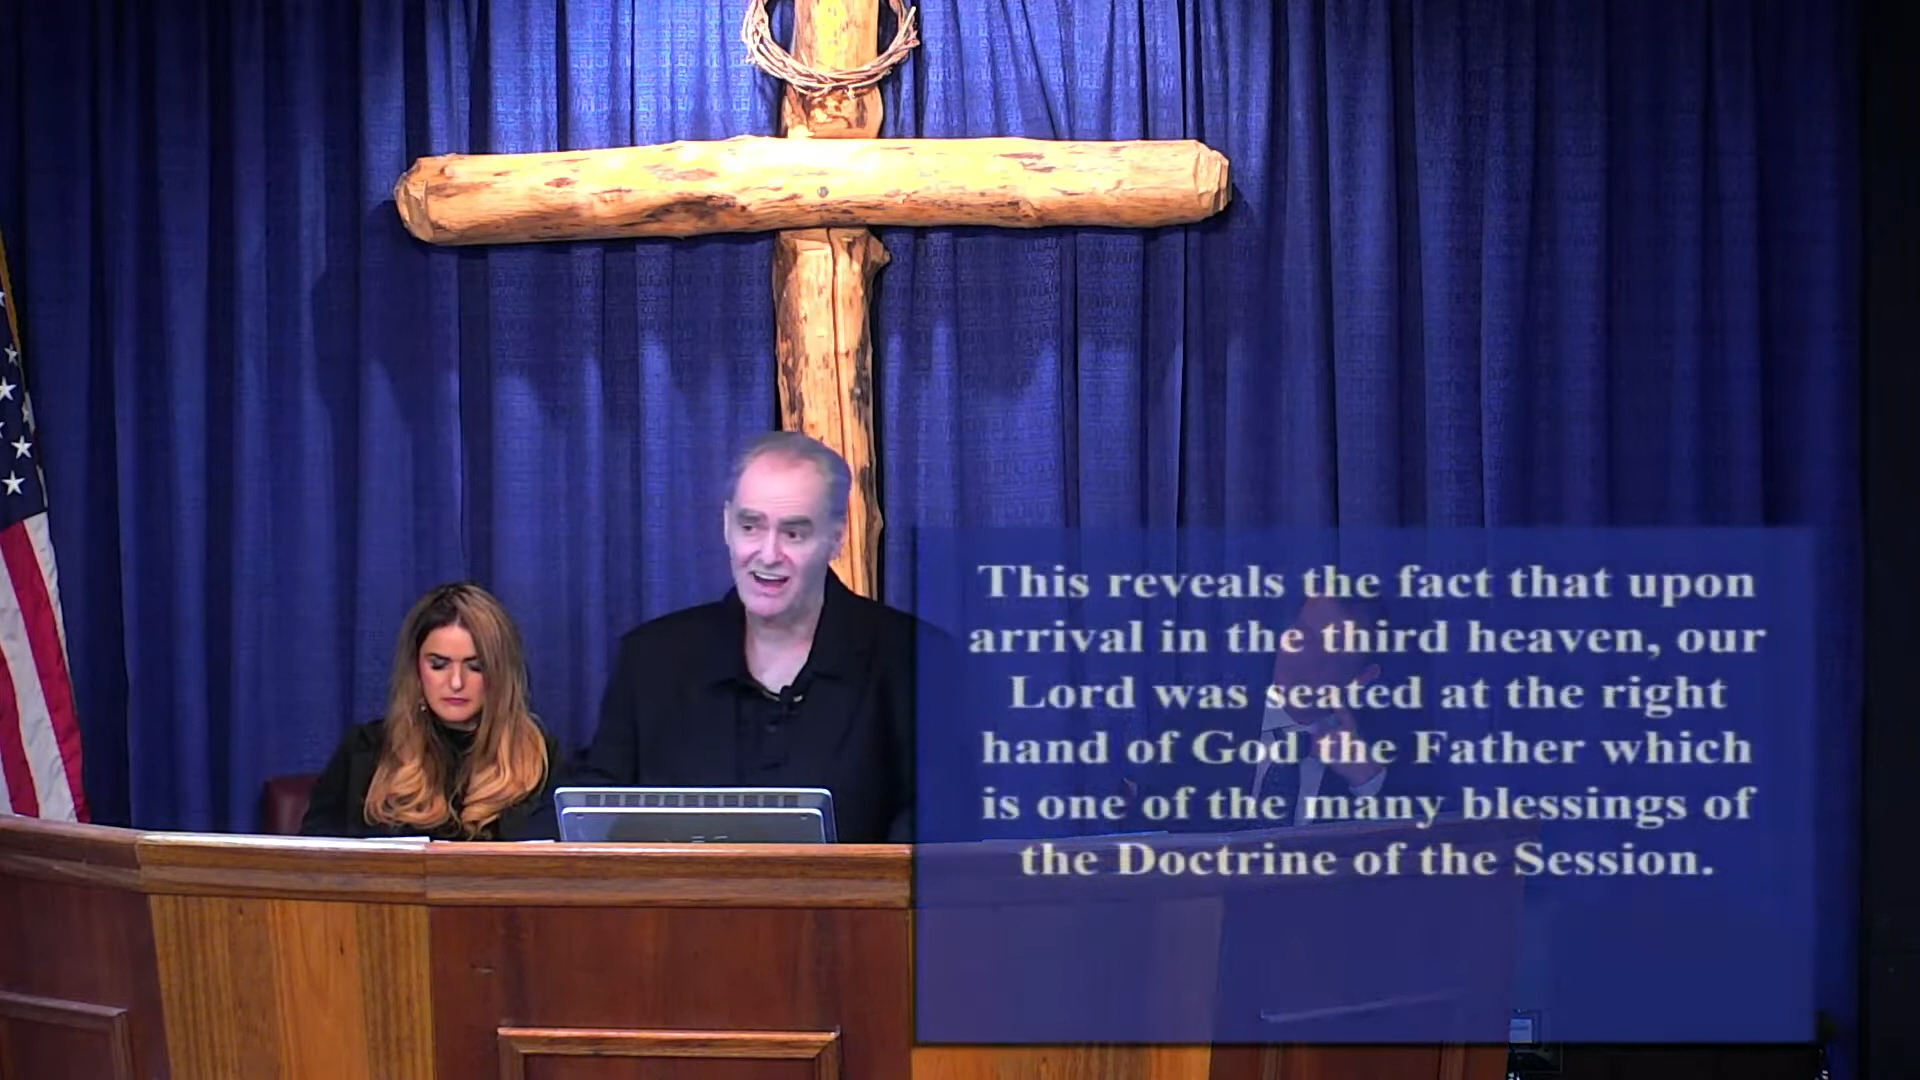 This reveals the fact that upon
arrival in the third heaven, our
Lord was seated at the right
hand of God the Father which
is one of the many blessings of
the Doctrine of the Session.